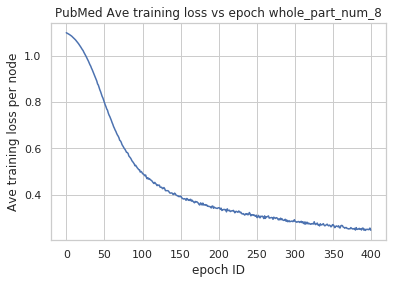 PubMed Ave training loss vs epoch whole_part_num_8
Ave training loss per node
1.0
0.8
0.6
0.4
0 50 100 150 200 250 300 350 400
epoch ID